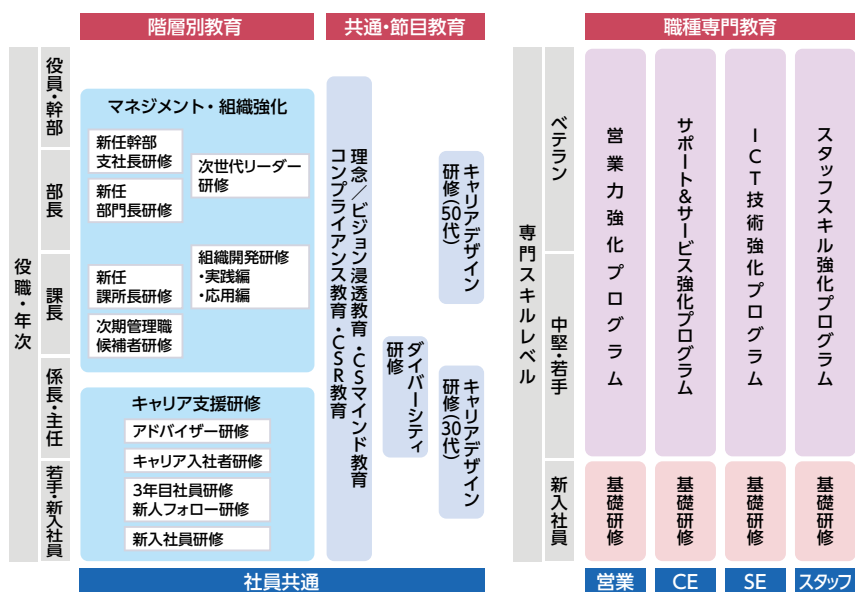 階層別教育
共通・節目教育
職種専門教育
役職・年次
役員・幹部
部長
課長
係長・主任
若手・新入社員
マネジメント・組織強化
新任幹部
支社長研修
新任
部門長研修
次世代リーダー
研修
組織開発研修
・実践編
・応用編
新任
課所長研修
次期管理職
候補者研修
キャリア支援研修
アドバイザー研修
キャリア入社者研修
3年目社員研修
新人フォロー研修
新入社員研修
理念／ビジョン浸透教育・CSマインド教育
コンプライアンス教育・CSR教育
ダイバーシティ
研修
キャリアデザイン
研修（50代）
キャリアデザイン
研修（30代）
社員共通
専門スキルレベル
ベテラン
中堅・若手
新入社員
営業力強化プログラム
サポート&サービス強化プログラム
ICT技術強化プログラム
スタッフスキル強化プログラム
基礎研修
基礎研修
基礎研修
基礎研修
営業
CE
SE
スタッフ